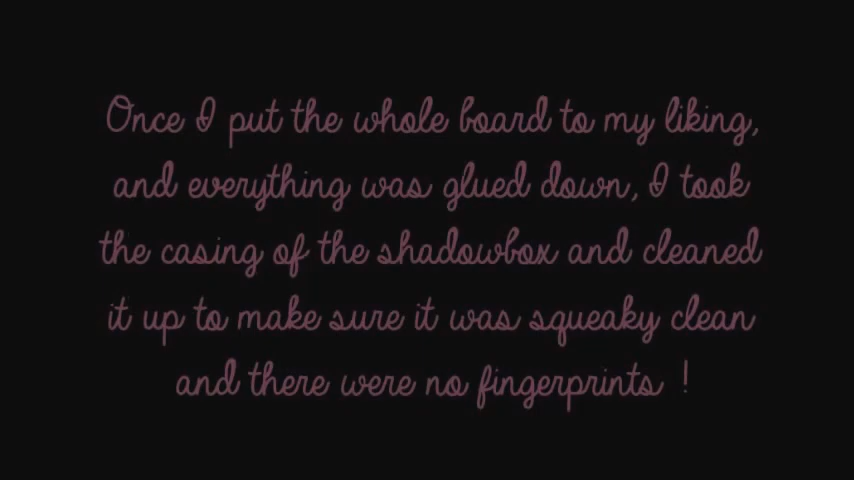 Once I put the whole board to my liking,
and everything was glued down, I took
the casing of the shadowbox and cleaned
it up to make sure it was squeaky clean
and there were no fingerprints !